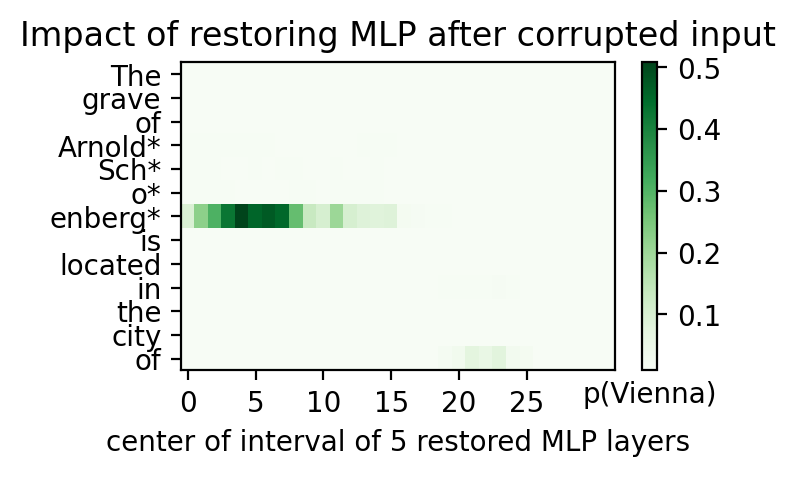 Impact of restoring MLP after corrupted input
The
grave
of
Arnold*
Sch*
o*
enberg*
is
located
in
the
city
of
0 5 10 15 20 25
center of interval of 5 restored MLP layers
0.5
0.4
0.3
0.2
0.1
p(Vienna)